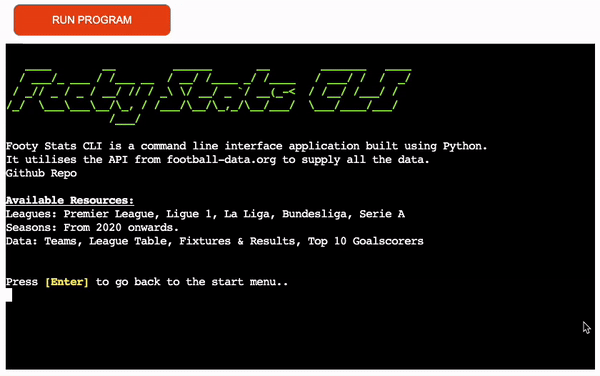 RUN PROGRAM
Footy Stats CLI
Footy Stats CLI is a command line interface application built using Python.
It utilises the API from football-data.org to supply all the data.
Github Repo
Available Resources:
Leagues: Premier League, Ligue 1, La Liga, Bundesliga, Serie A
Seasons: From 2020 onwards.
Data: Teams, League Table, Fixtures & Results, Top 10 Goalscorers
Press [Enter] to go back to the start menu..